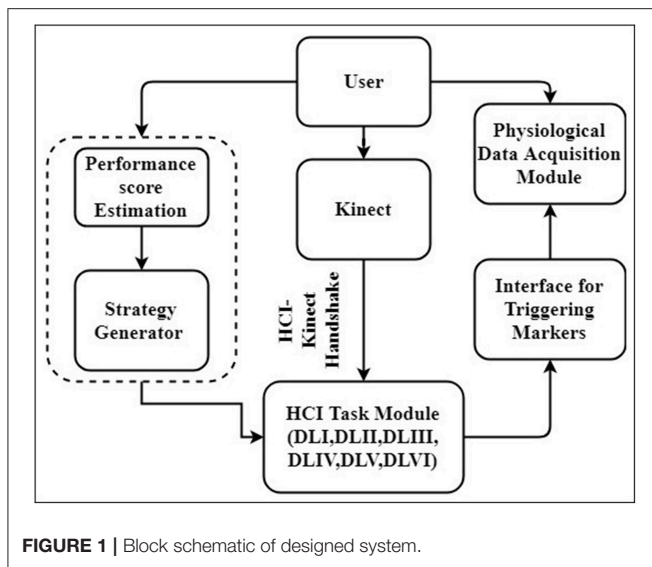 User
Performance
score
Estimation
Strategy
Generator
Kinect
HCI-
Kinect
Handshake
Physiological
Data Acquisition
Module
Interface for
Triggering
Markers
HCI Task Module
(DLI,DLII,DLIII,
DLIV,DLV,DLVI)
FIGURE 1 | Block schematic of designed system.